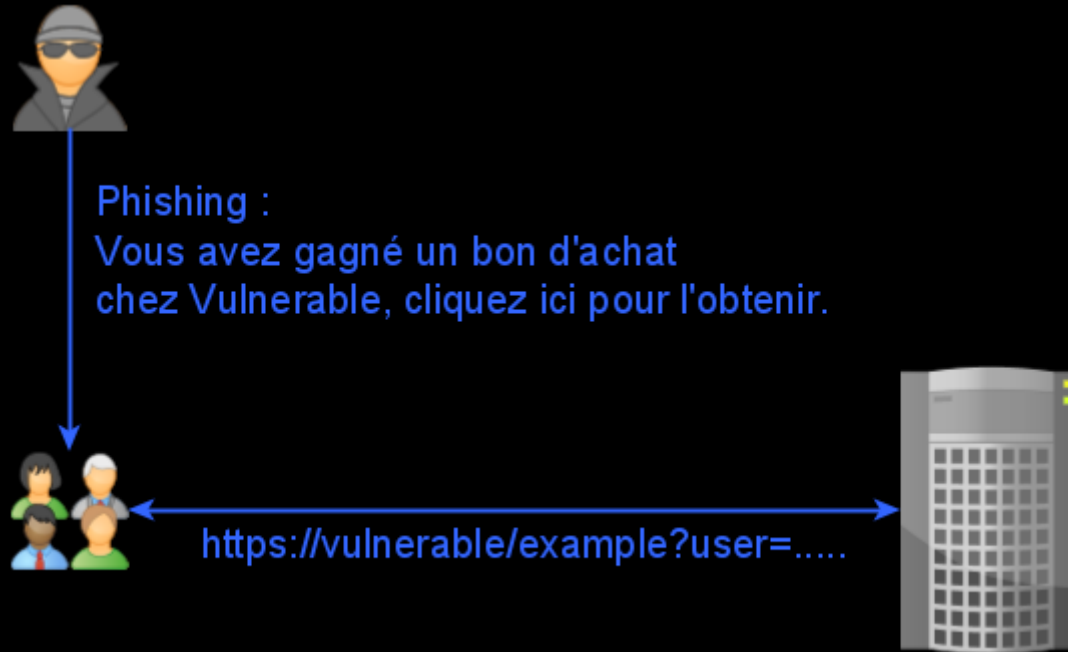 Phishing :
Vous avez gagné un bon d'achat
chez Vulnerable, cliquez ici pour l'obtenir.
https://vulnerable/example?user=.....